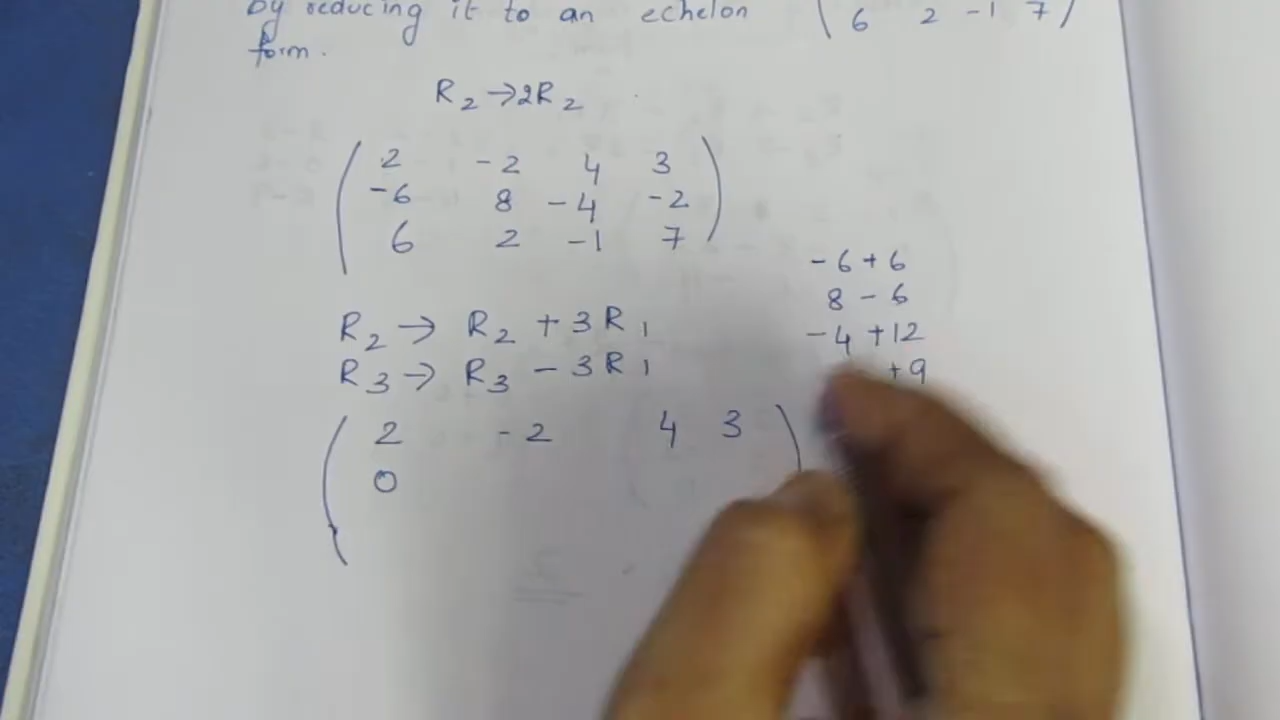 by reducing it to an echelon
form.
6 2 -1 7
R2 → 2R2
2 -2 4 3
-6 8 -4 -2
6 2 -1 7
-6 + 6
8 - 6
-4 + 12
+9
R2 → R2 + 3R1
R3 → R3 - 3R1
2 -2 4 3
0